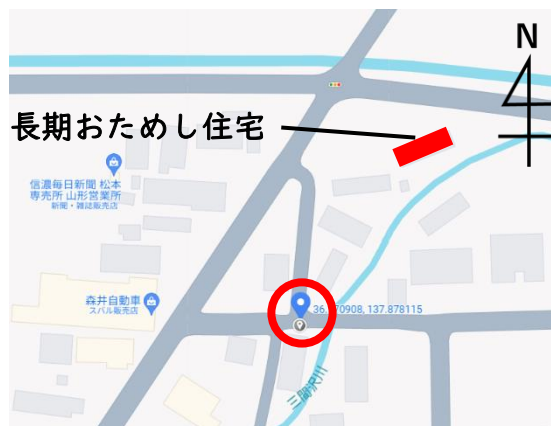 N
長期おためし住宅
信濃毎日新聞 松本
専売所 山形営業所
新聞・雑誌販売店
森井自動車
スバル販売店
137.878115
三間沢川